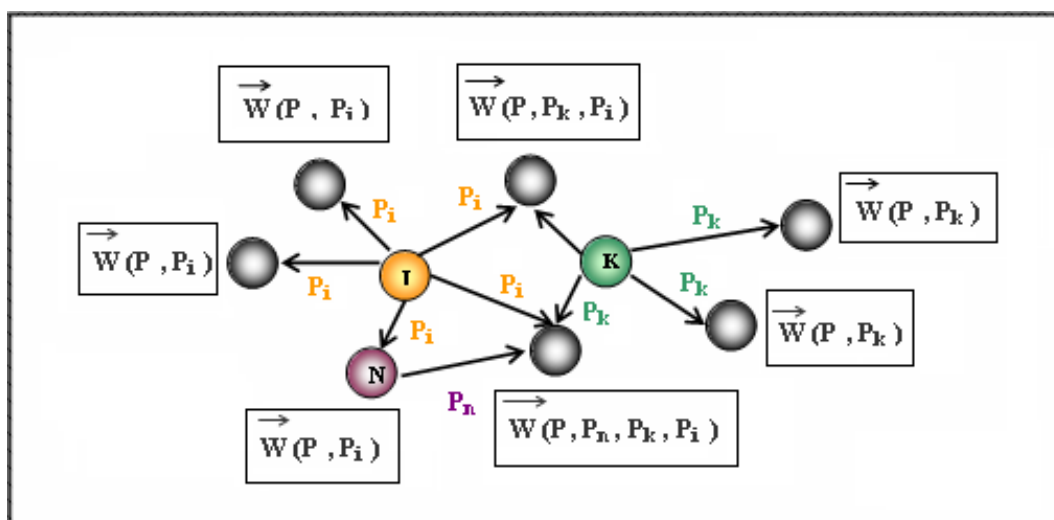 W(P , Pᵢ)
W(P, Pₖ, Pᵢ)
Pᵢ
Pᵢ
Pₖ
W(P , Pₖ)
W(P , Pᵢ)
Pᵢ
I
Pᵢ
K
Pₖ
Pₖ
Pᵢ
W(P , Pₖ)
N
Pₙ
W(P , Pᵢ)
W(P, Pₙ, Pₖ, Pᵢ)